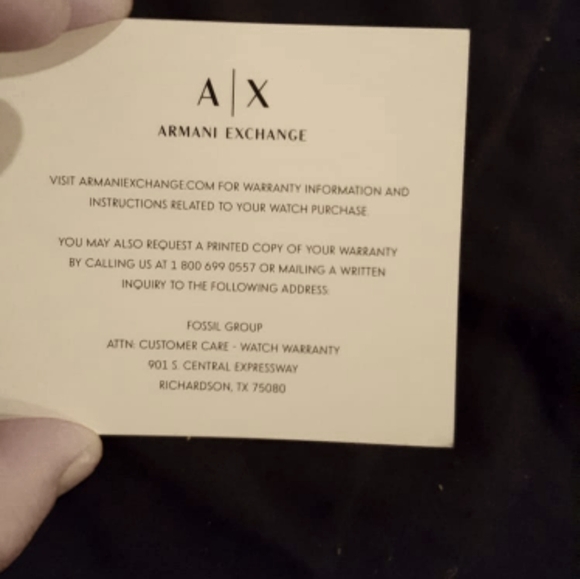 A|X
ARMANI EXCHANGE
VISIT ARMANIEXCHANGE.COM FOR WARRANTY INFORMATION AND
INSTRUCTIONS RELATED TO YOUR WATCH PURCHASE.
YOU MAY ALSO REQUEST A PRINTED COPY OF YOUR WARRANTY
BY CALLING US AT 1 800 699 0557 OR MAILING A WRITTEN
INQUIRY TO THE FOLLOWING ADDRESS:
FOSSIL GROUP
ATTN: CUSTOMER CARE - WATCH WARRANTY
901 S. CENTRAL EXPRESSWAY
RICHARDSON, TX 75080